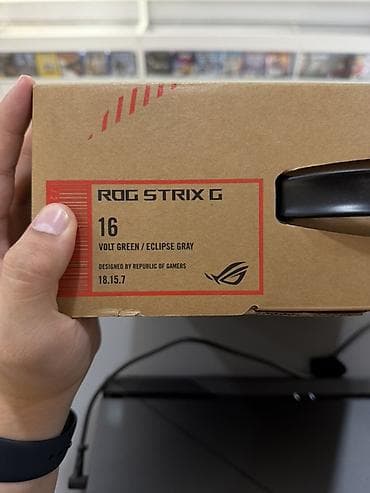 ROG STRIX G
16
VOLT GREEN / ECLIPSE GRAY
DESIGNED BY REPUBLIC OF GAMERS
18.15.7